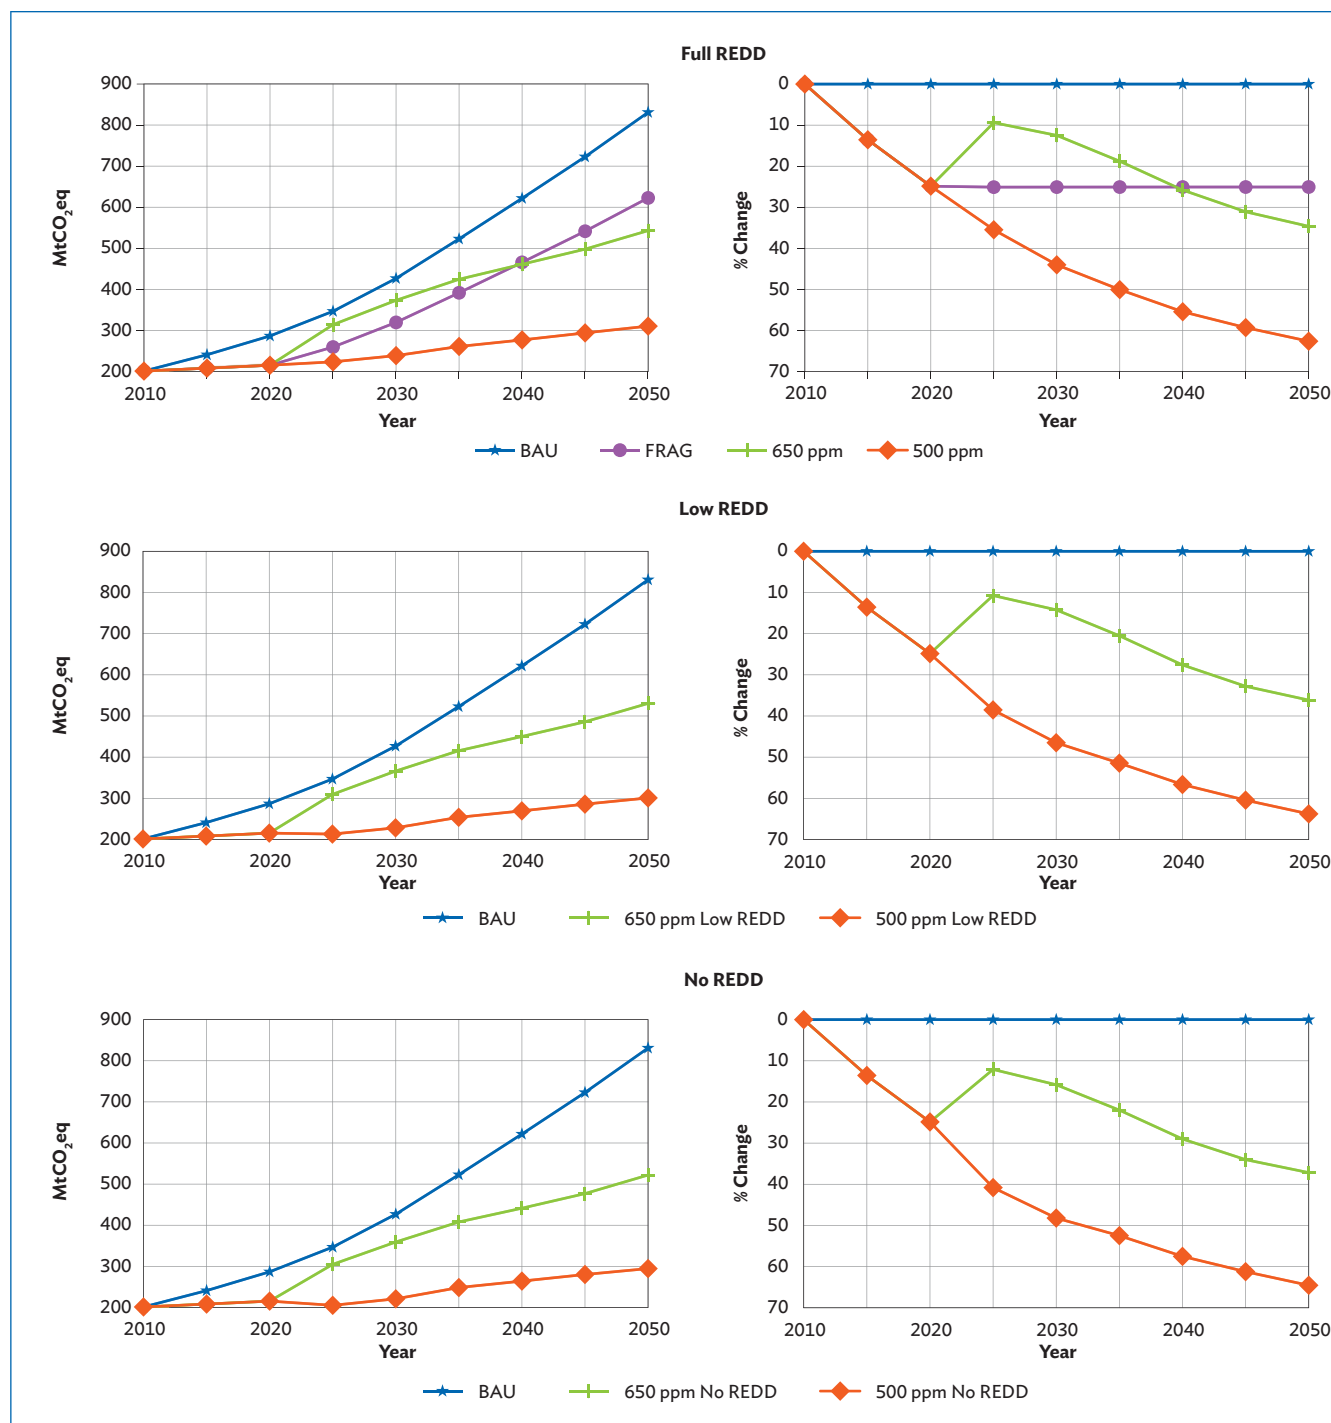 Full REDD
900
800
700
600
500
400
300
200
MtCO₂eq
2010 2020 2030 2040 2050
Year
0
10
20
30
40
50
60
70
% Change
2010 2020 2030 2040 2050
Year
BAU FRAG 650 ppm 500 ppm
Low REDD
900
800
700
600
500
400
300
200
MtCO₂eq
2010 2020 2030 2040 2050
Year
0
10
20
30
40
50
60
70
% Change
2010 2020 2030 2040 2050
Year
BAU 650 ppm Low REDD 500 ppm Low REDD
No REDD
900
800
700
600
500
400
300
200
MtCO₂eq
2010 2020 2030 2040 2050
Year
0
10
20
30
40
50
60
70
% Change
2010 2020 2030 2040 2050
Year
BAU 650 ppm No REDD 500 ppm No REDD